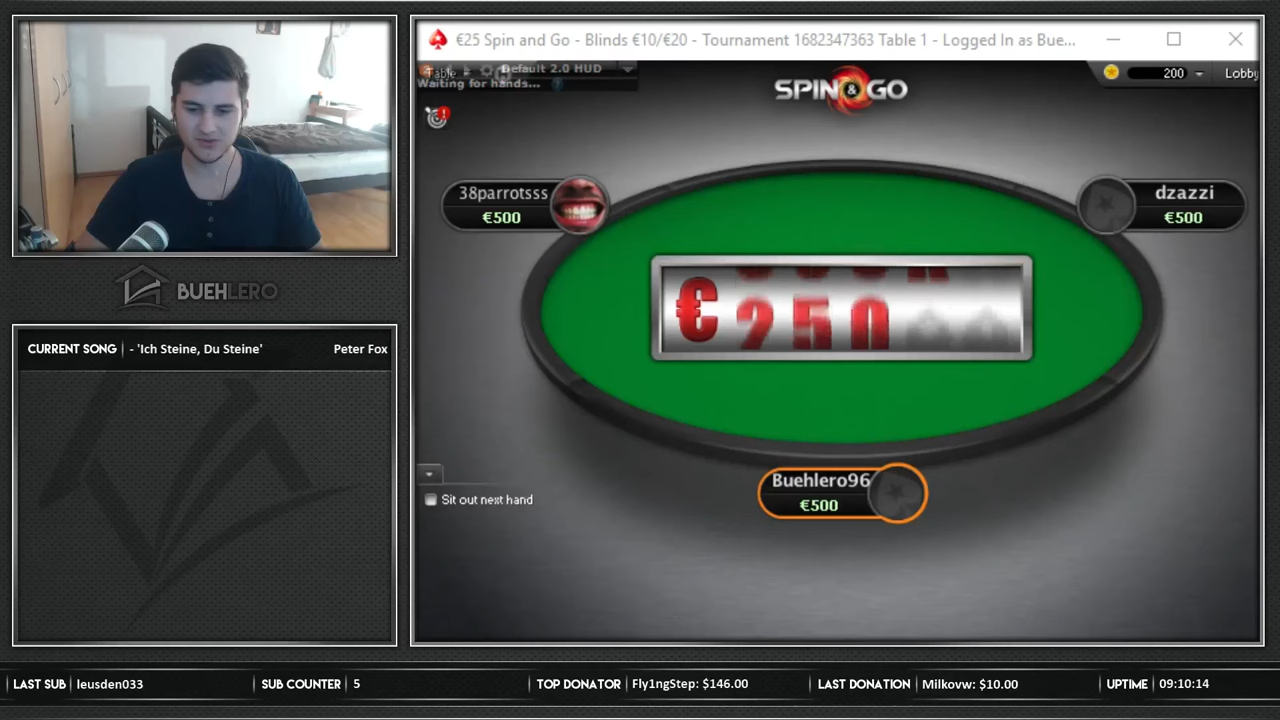 €25 Spin and Go - Blinds €10/€20 - Tournament 1682347363 Table 1 - Logged In as Bue...
Table
Default 2.0 HUD
Waiting for hands...
200
Lobby
SPIN & GO
38parrotsss
€500
dzazzi
€500
€ 250
BUEHLERO
CURRENT SONG | - 'Ich Steine, Du Steine' Peter Fox
Buehlero96
€500
Sit out next hand
LAST SUB | leusden033
SUB COUNTER | 5
TOP DONATOR | Fly1ngStep: $146.00
LAST DONATION | Milkovw: $10.00
UPTIME | 09:10:14